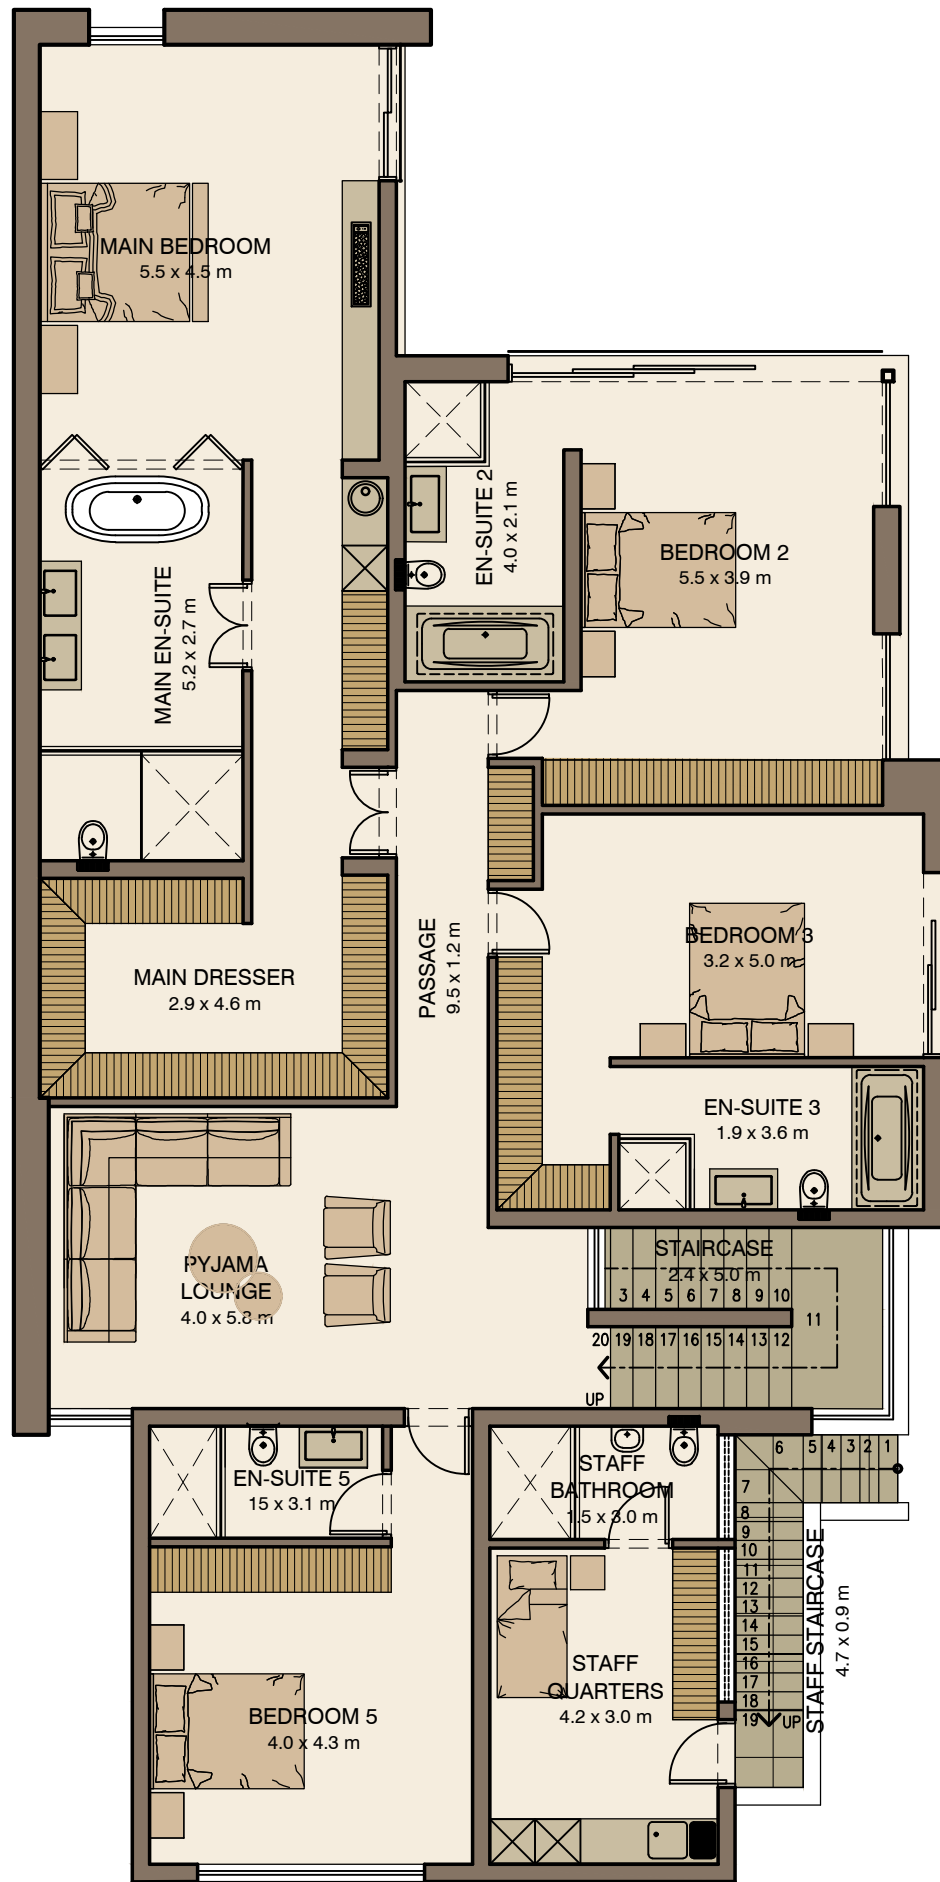 MAIN BEDROOM
5.5 x 4.5 m
EN-SUITE 2
4.0 x 2.1 m
BEDROOM 2
5.5 x 3.9 m
MAIN EN-SUITE
5.2 x 2.7 m
PASSAGE
9.5 x 1.2 m
BEDROOM 3
3.2 x 5.0 m
MAIN DRESSER
2.9 x 4.6 m
EN-SUITE 3
1.9 x 3.6 m
PYJAMA
LOUNGE
4.0 x 5.8 m
STAIRCASE
2.4 x 5.0 m
3 4 5 6 7 8 9 10
11
20 19 18 17 16 15 14 13 12
UP
EN-SUITE 5
15 x 3.1 m
STAFF
BATHROOM
1.5 x 3.0 m
6 5 4 3 2 1
7
8
9
10
11
12
13
14
15
16
17
18
19
UP
STAFF STAIRCASE
4.7 x 0.9 m
STAFF
QUARTERS
4.2 x 3.0 m
BEDROOM 5
4.0 x 4.3 m